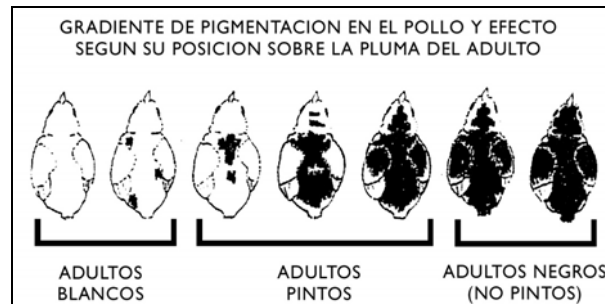 GRADIENTE DE PIGMENTACION EN EL POLLO Y EFECTO
SEGUN SU POSICION SOBRE LA PLUMA DEL ADULTO
ADULTOS
BLANCOS
ADULTOS
PINTOS
ADULTOS NEGROS
(NO PINTOS)